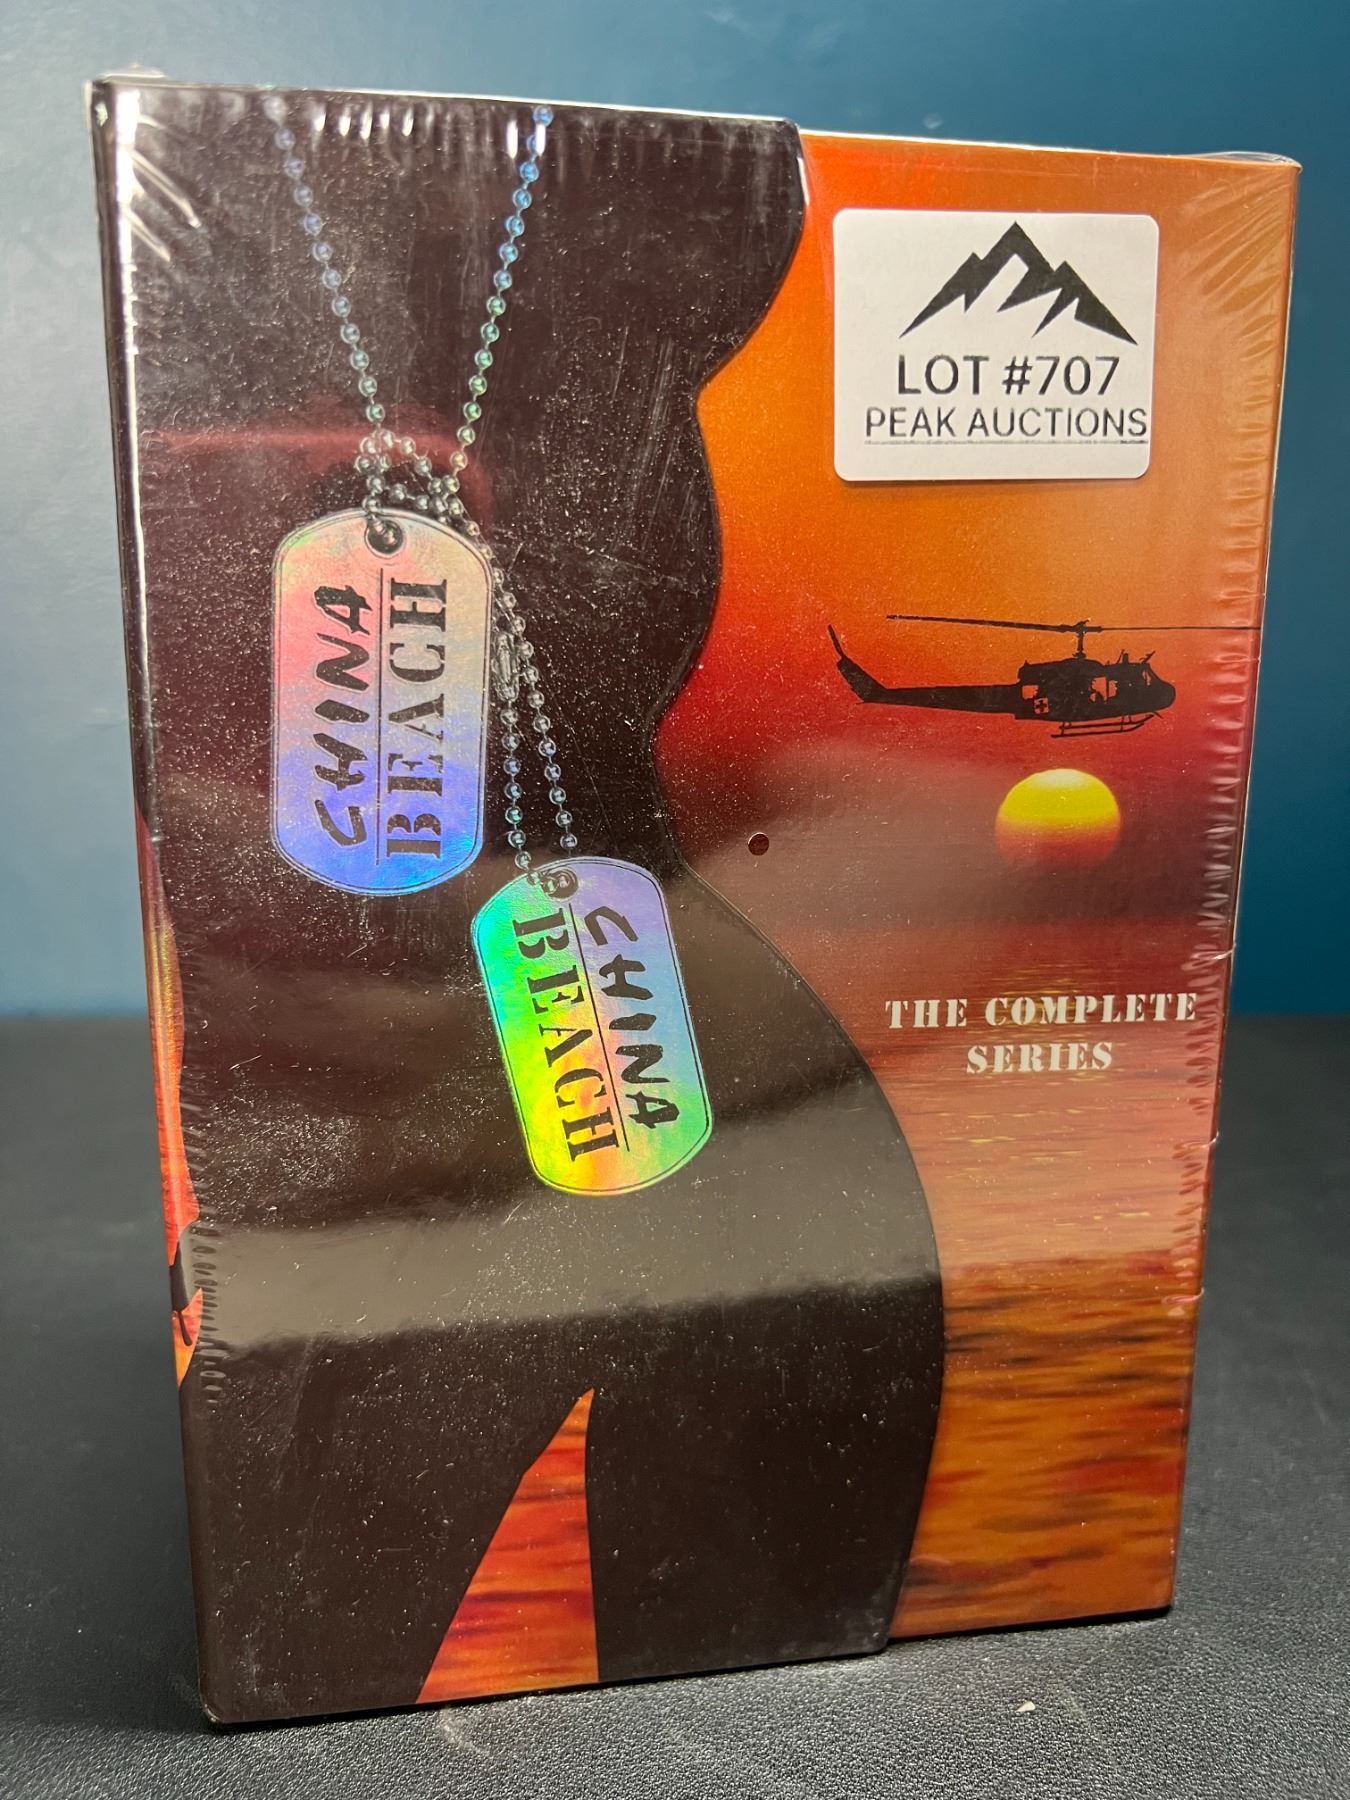 LOT #707
PEAK AUCTIONS
CHINA
BEACH
CHINA
BEACH
THE COMPLETE
SERIES